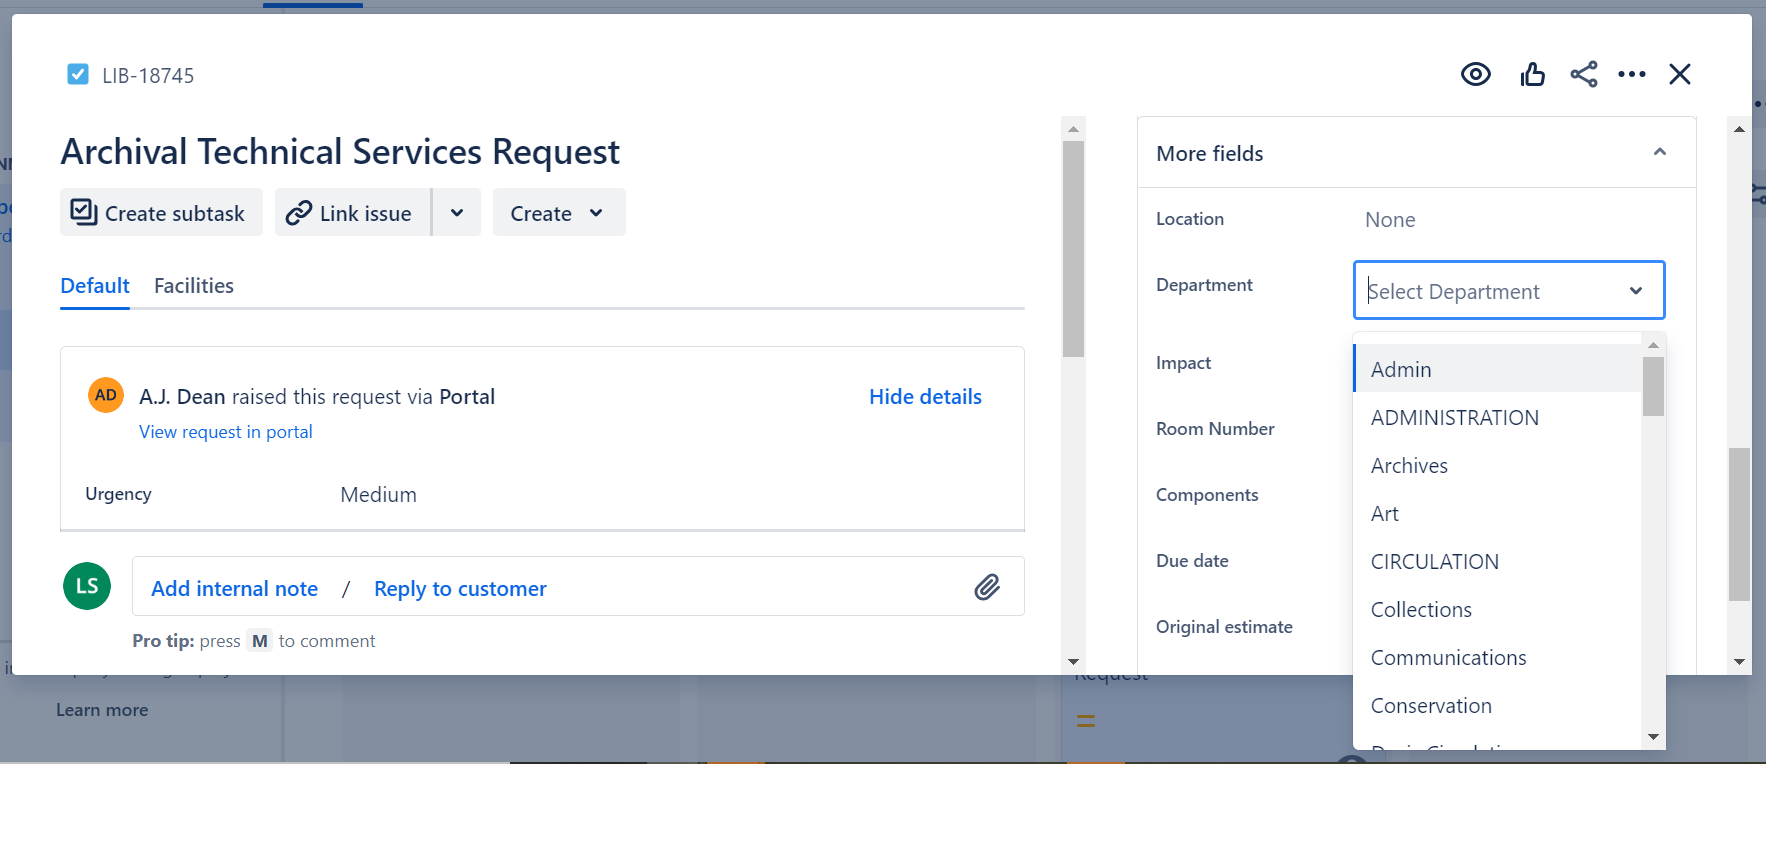 LIB-18745
Archival Technical Services Request
Create subtask
Link issue
Create
Default
Facilities
AD
A.J. Dean raised this request via Portal
Hide details
View request in portal
Urgency
Medium
LS
Add internal note / Reply to customer
Pro tip: press M to comment
Learn more
Request
More fields
Location
None
Department
Select Department
Impact
Room Number
Components
Due date
Original estimate
Admin
ADMINISTRATION
Archives
Art
CIRCULATION
Collections
Communications
Conservation